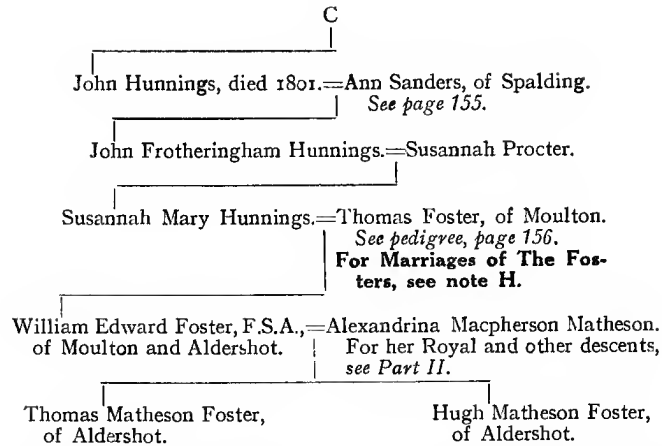 C
John Hunnings, died 1801.=Ann Sanders, of Spalding.
See page 155.
John Frotheringham Hunnings.=Susannah Procter.
Susannah Mary Hunnings.=Thomas Foster, of Moulton.
See pedigree, page 156.
For Marriages of The Fos-
ters, see note H.
William Edward Foster, F.S.A.,=Alexandrina Macpherson Matheson.
of Moulton and Aldershot. For her Royal and other descents,
see Part II.
Thomas Matheson Foster, Hugh Matheson Foster,
of Aldershot. of Aldershot.